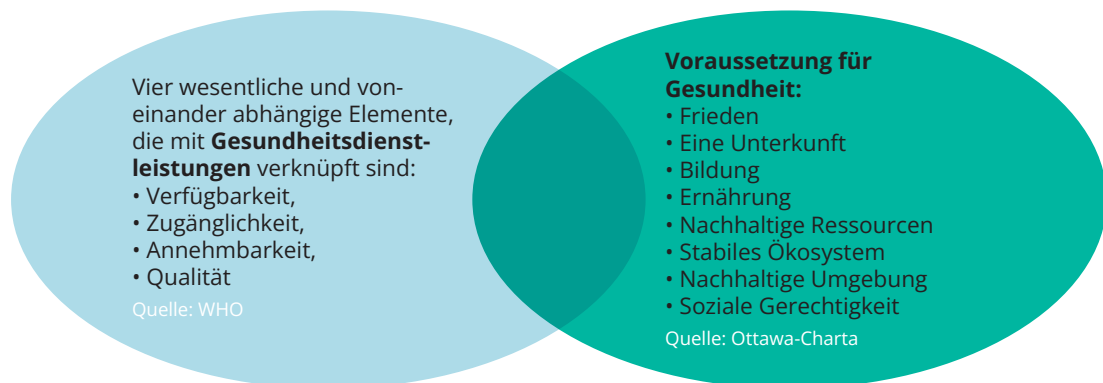 Vier wesentliche und von-
einander abhängige Elemente,
die mit Gesundheitsdienst-
leistungen verknüpft sind:
• Verfügbarkeit,
• Zugänglichkeit,
• Annehmbarkeit,
• Qualität
Quelle: WHO
Voraussetzung für
Gesundheit:
• Frieden
• Eine Unterkunft
• Bildung
• Ernährung
• Nachhaltige Ressourcen
• Stabiles Ökosystem
• Nachhaltige Umgebung
• Soziale Gerechtigkeit
Quelle: Ottawa-Charta